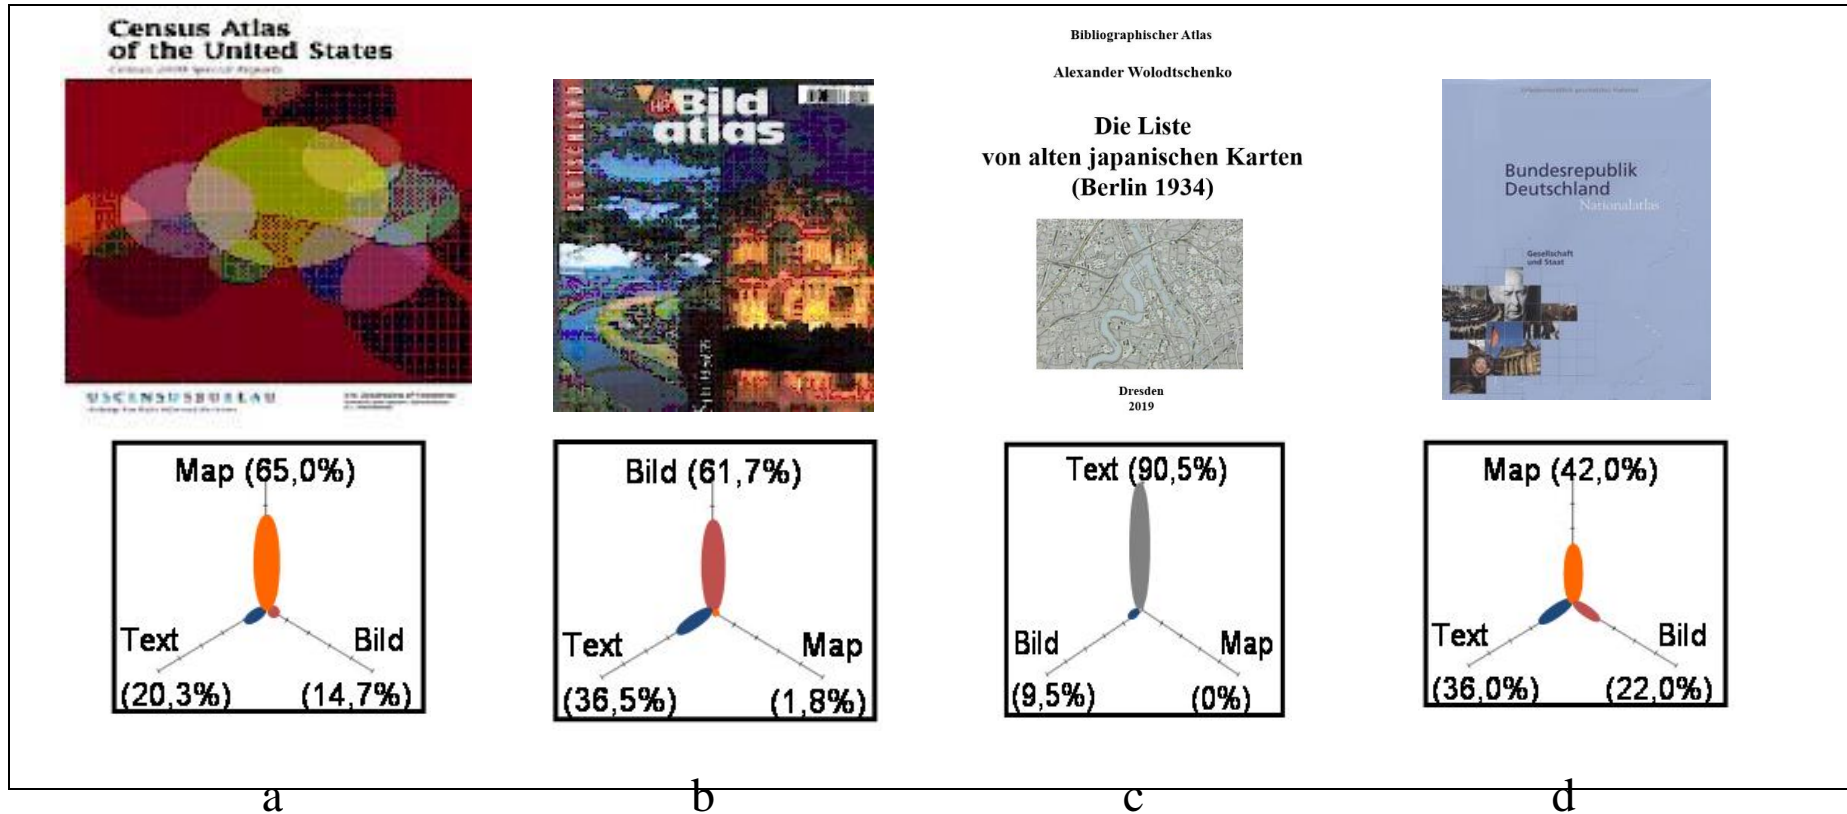 Census Atlas
of the United States
USCENSUSBUREAU
DEUTSCHLAND
HB
Bild
atlas
Bibliographischer Atlas
Alexander Wolodtschenko
Die Liste
von alten japanischen Karten
(Berlin 1934)
Dresden
2019
Bundesrepublik
Deutschland
Nationalatlas
Gesellschaft
und Staat
Map (65,0%)
Text
Bild
(20,3%)
(14,7%)
Bild (61,7%)
Text
Map
(36,5%)
(1,8%)
Text (90,5%)
Bild
Map
(9,5%)
(0%)
Map (42,0%)
Text
Bild
(36,0%)
(22,0%)
a
b
c
d